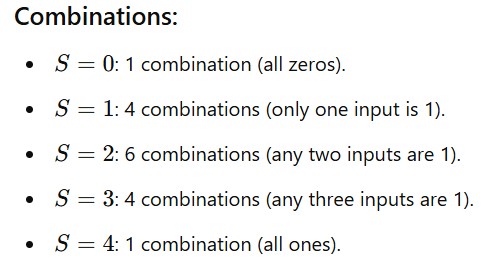 Combinations:
• S = 0: 1 combination (all zeros).
• S = 1: 4 combinations (only one input is 1).
• S = 2: 6 combinations (any two inputs are 1).
• S = 3: 4 combinations (any three inputs are 1).
• S = 4: 1 combination (all ones).